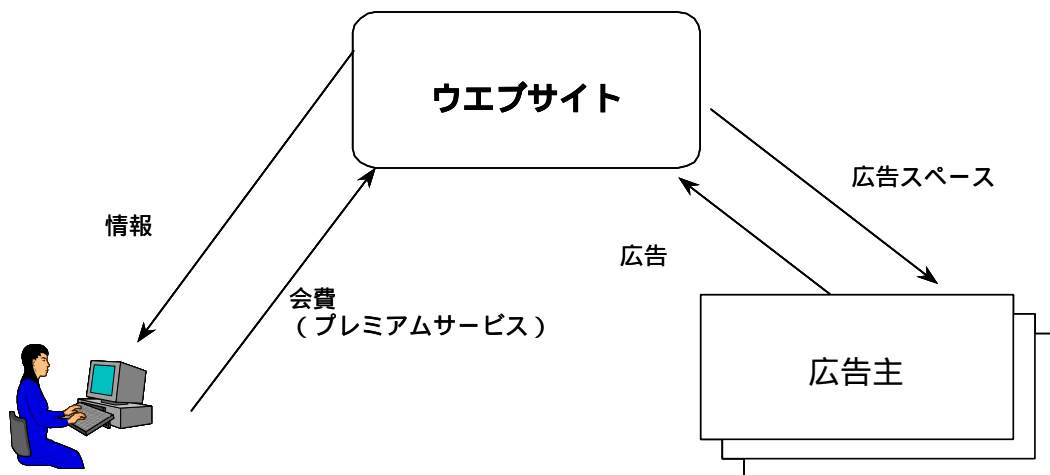 ウエブサイト
広告スペース
情報
広告
会費
（プレミアムサービス）
広告主